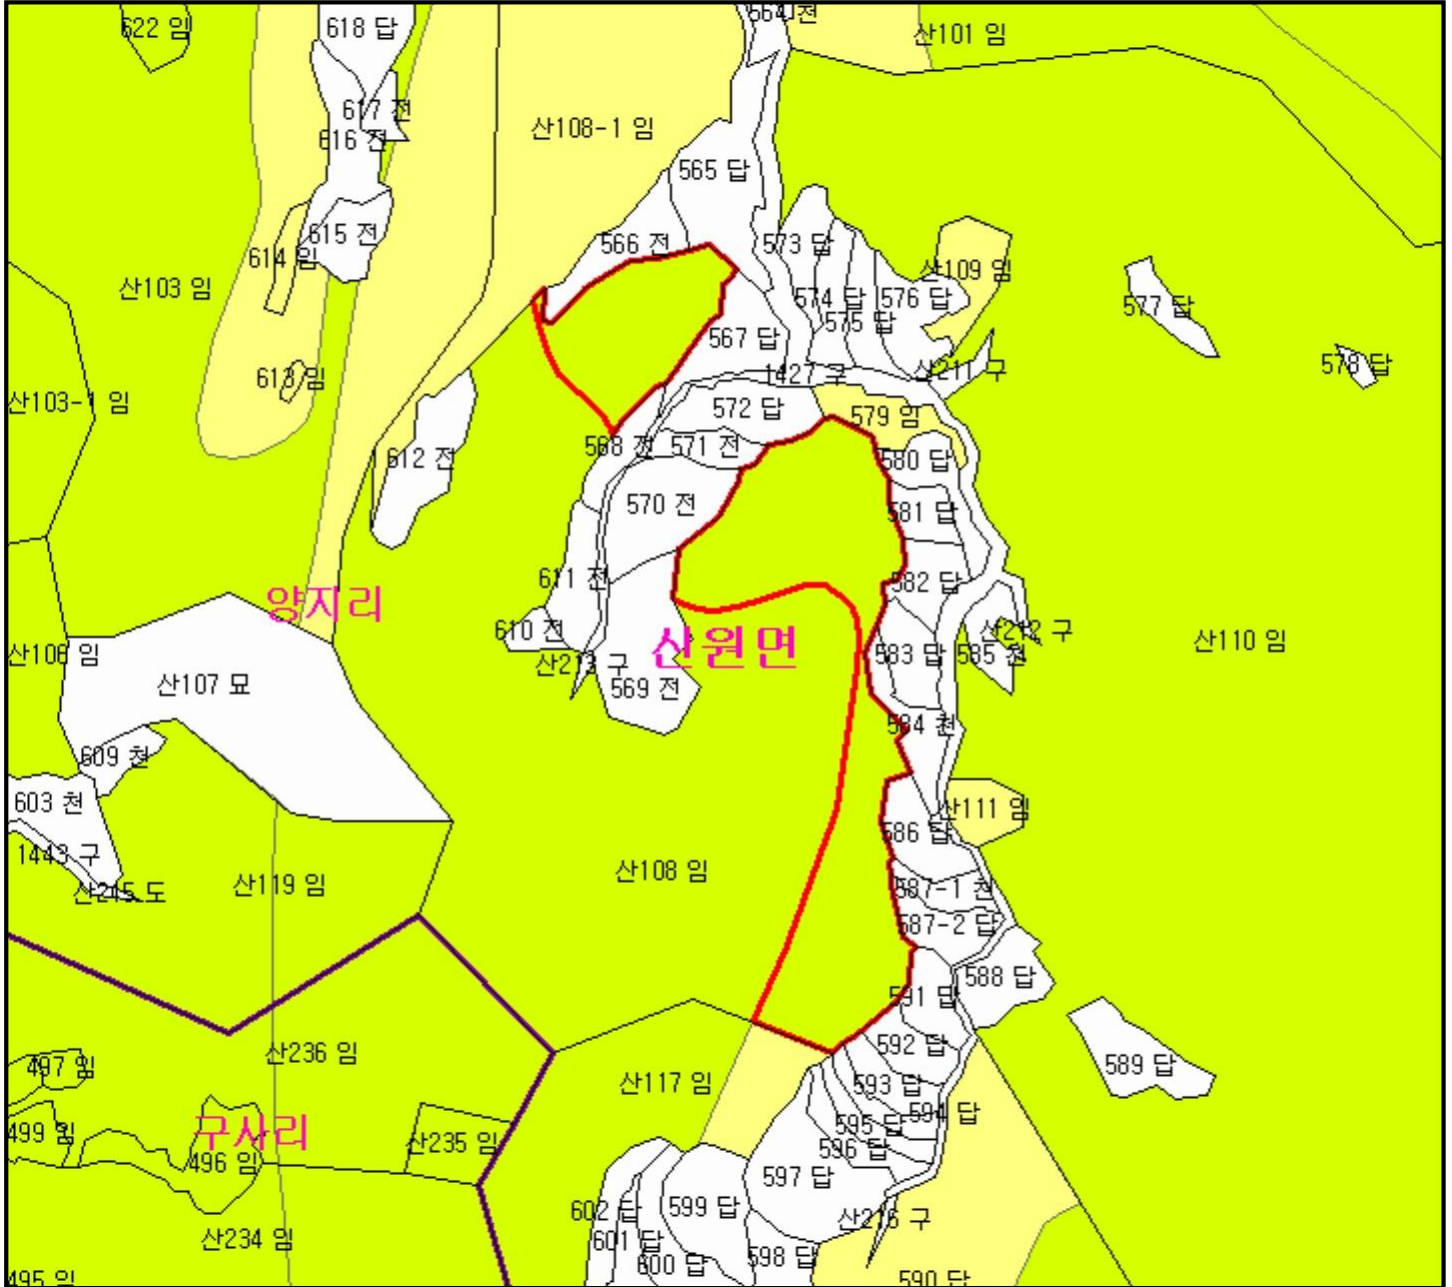 564 천
622 임
618 답
산101 임
617 전
산108-1 임
616 전
565 답
615 전
566 전
573 답
614 임
산109 임
산103 임
574 답
576 답
577 답
575 답
567 답
578 답
1427 구
산211 구
613 임
산103-1 임
572 답
579 임
568 전
571 전
612 전
580 답
570 전
581 답
611 전
582 답
양지리
610 전
신원면
산212 구
산110 임
산106 임
583 답
585 천
산213 구
산107 묘
569 전
584 천
609 천
603 천
산111 임
586 답
1443 구
산108 임
산119 임
587-1 천
산215 도
587-2 답
588 답
591 답
592 답
산236 임
497 임
589 답
산117 임
593 답
594 답
595 답
499 임
구사리
산235 임
596 답
496 임
597 답
599 답
602 답
산216 구
산234 임
601 답
598 답
600 답
495 임
590 답